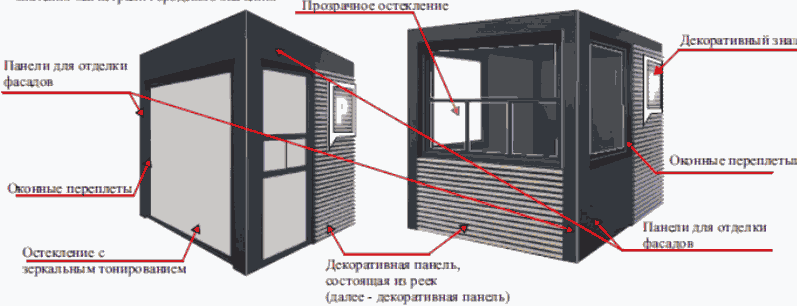 Прозрачное остекление
Декоративный знак
Панели для отделки
фасадов
P
Оконные переплеты
Оконные переплеты
Панели для отделки
фасадов
Остекление с
зеркальным тонированием
Декоративная панель,
состоящая из реек
(далее - декоративная панель)